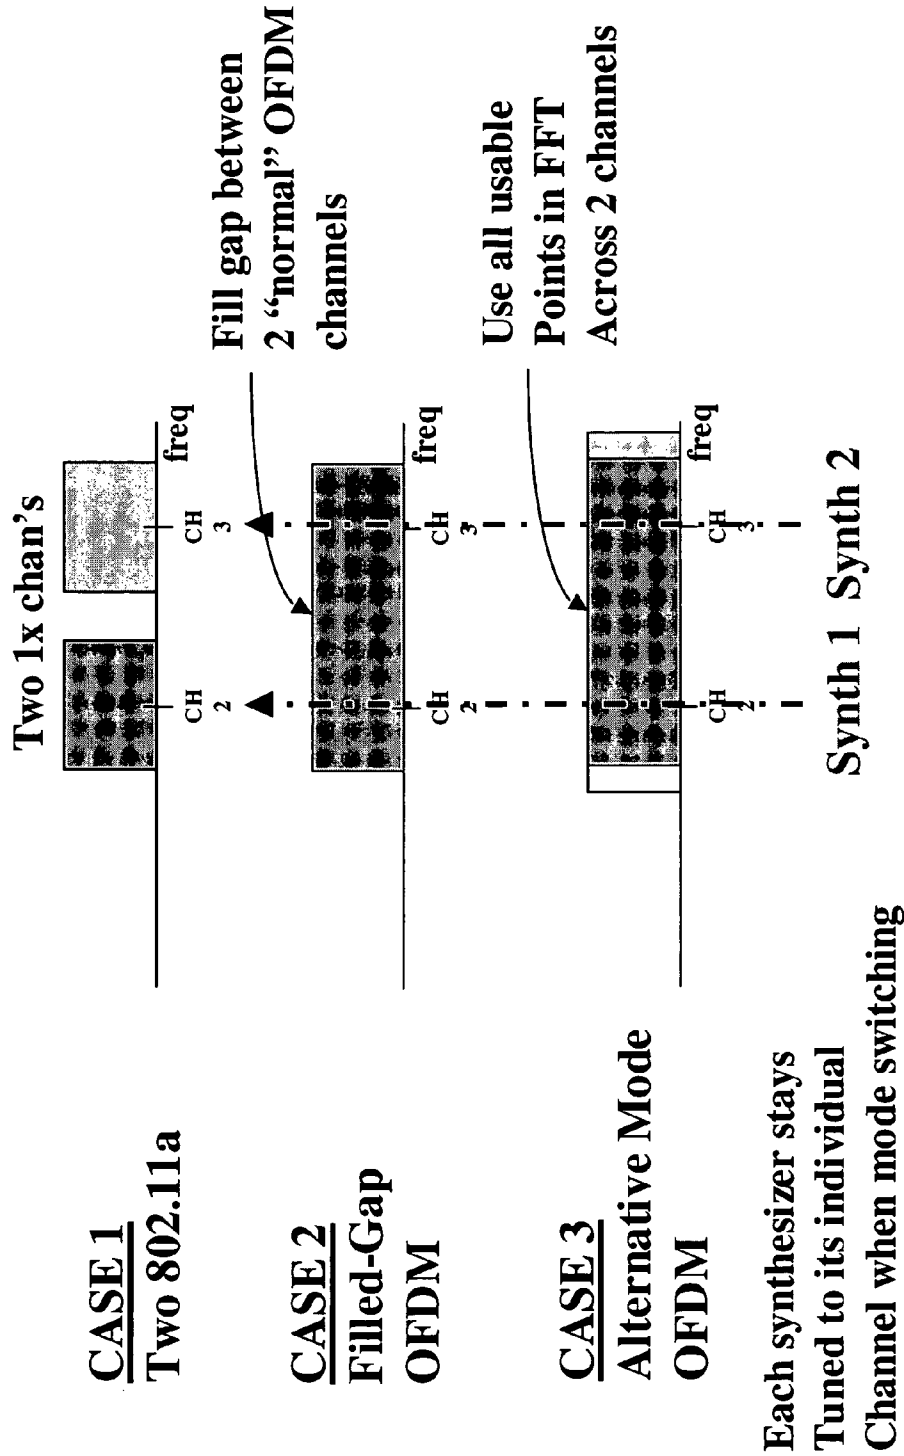 Two 1x chan's
CASE 1
Two 802.11a
CH
2
CH
3
freq
Fill gap between
2 “normal” OFDM
channels
CASE 2
Filled-Gap
OFDM
CH
2
CH
3
freq
Use all usable
Points in FFT
Across 2 channels
CASE 3
Alternative Mode
OFDM
CH
2
CH
3
freq
Synth 1 Synth 2
Each synthesizer stays
Tuned to its individual
Channel when mode switching